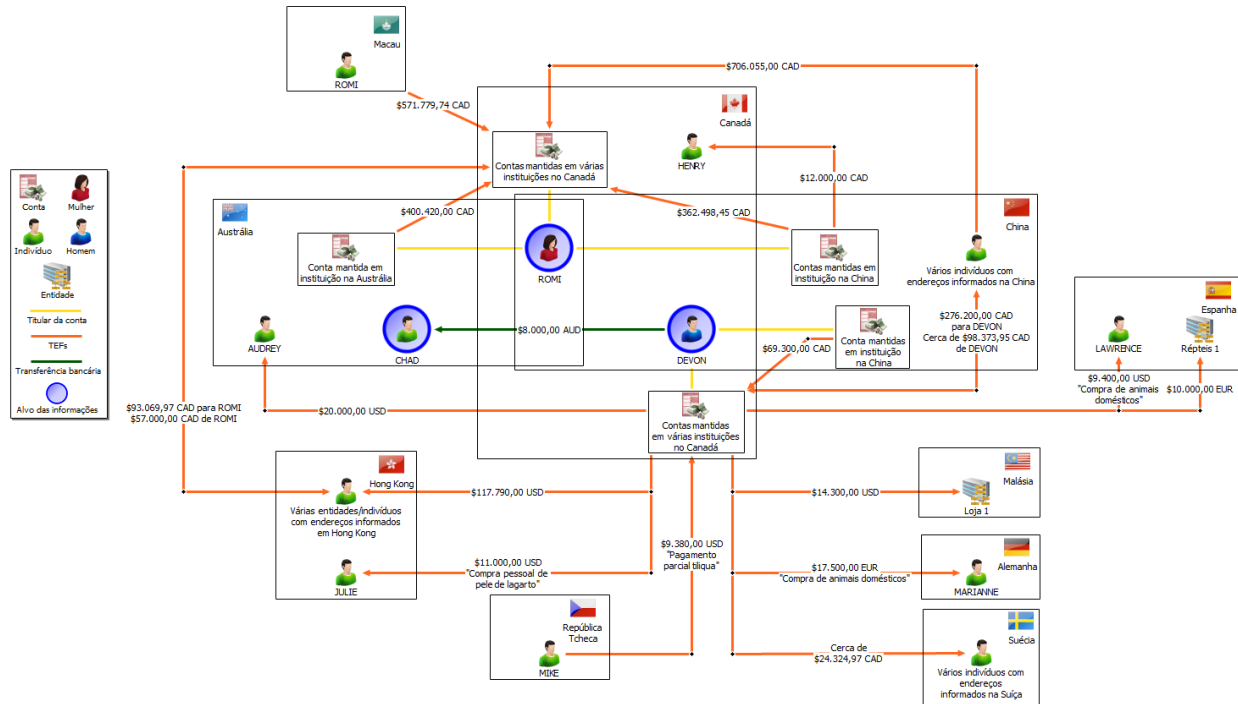 Macau
ROMI
$571.779,74 CAD
$706.055,00 CAD
Canadá
Contas mantidas em várias
instituições no Canadá
HENRY
$12.000,00 CAD
Conta
Mulher
Indivíduo
Homem
Entidade
Titular da conta
TEFs
Transferência bancária
Alvo das informações
Austrália
$400.420,00 CAD
$362.498,45 CAD
China
Conta mantida em
instituição na Austrália
ROMI
Contas mantidas em
instituição na China
Vários indivíduos com
endereços informados na China
AUDREY
CHAD
$8.000,00 AUD
DEVON
Conta mantidas
em instituição
na China
$69.300,00 CAD
$276.200,00 CAD
para DEVON
Cerca de $98.373,95 CAD
de DEVON
Espanha
LAWRENCE
Répteis 1
$9.400,00 USD
"Compra de animais
domésticos"
$10.000,00 EUR
$93.069,97 CAD para ROMI
$57.000,00 CAD de ROMI
$20.000,00 USD
Contas mantidas
em várias instituições
no Canadá
Hong Kong
Várias entidades/indivíduos
com endereços informados
em Hong Kong
$117.790,00 USD
JULIE
$11.000,00 USD
"Compra pessoal de
pele de lagarto"
$9.380,00 USD
"Pagamento
parcial tiliqua"
República
Tcheca
MIKE
$14.300,00 USD
Malásia
Loja 1
$17.500,00 EUR
"Compra de animais domésticos"
Alemanha
MARIANNE
Cerca de
$24.324,97 CAD
Suécia
Vários indivíduos com
endereços
informados na Suíça